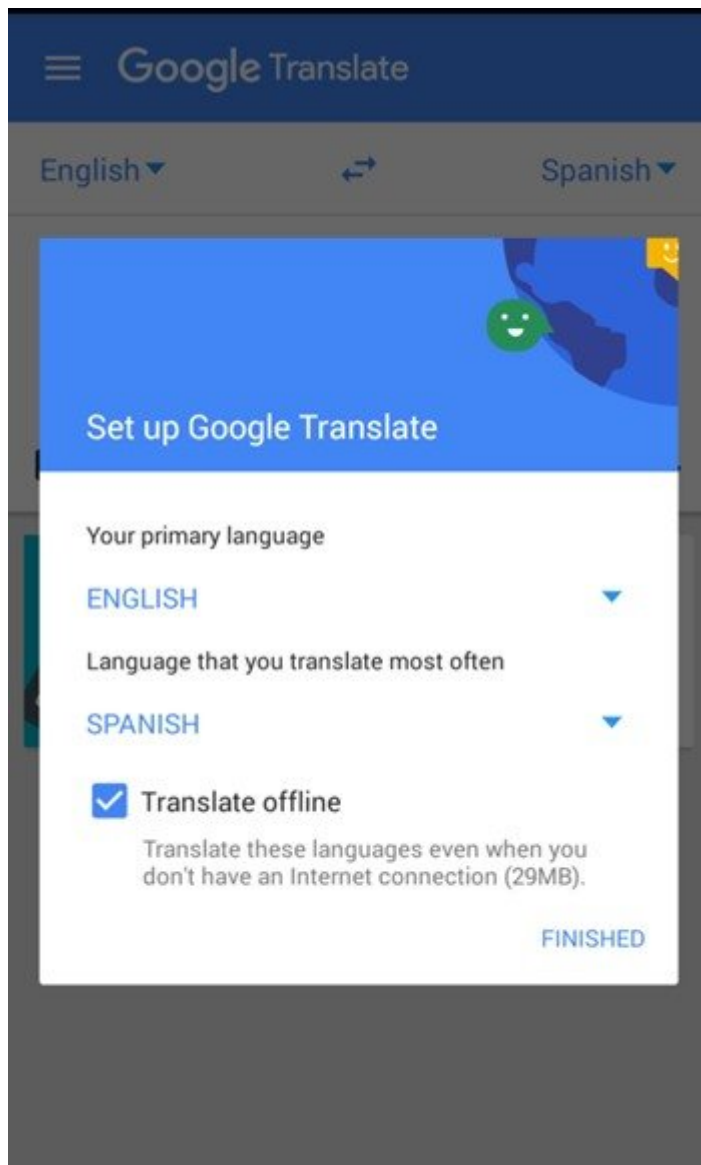 Google Translate
English
Spanish
Set up Google Translate
Your primary language
ENGLISH
Language that you translate most often
SPANISH
Translate offline
Translate these languages even when you
don't have an Internet connection (29MB).
FINISHED